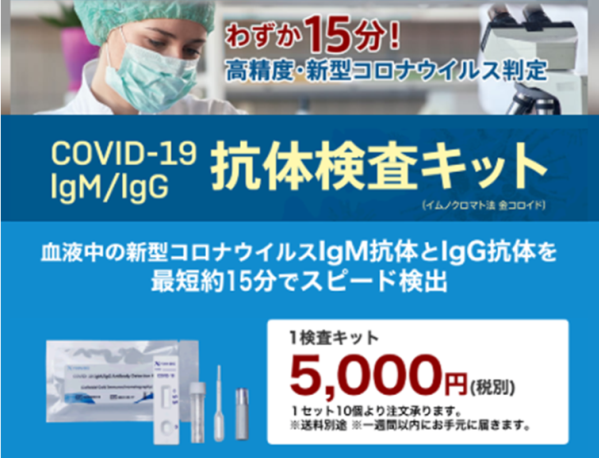 わずか15分！
高精度・新型コロナウイルス判定
COVID-19
IgM/IgG
抗体検査キット
（イムノクロマト法 金コロイド）
血液中の新型コロナウイルスIgM抗体とIgG抗体を
最短約15分でスピード検出
1検査キット
5,000円(税別)
1セット10個より注文承ります。
※送料別途 ※一週間以内にお手元に届きます。